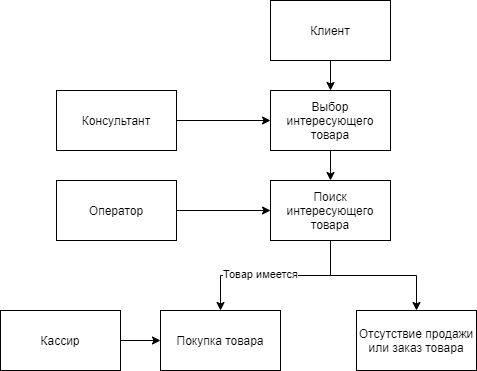 Клиент
Консультант
Выбор
интересующего
товара
Оператор
Поиск
интересующего
товара
Товар имеется
Кассир
Покупка товара
Отсутствие продажи
или заказ товара